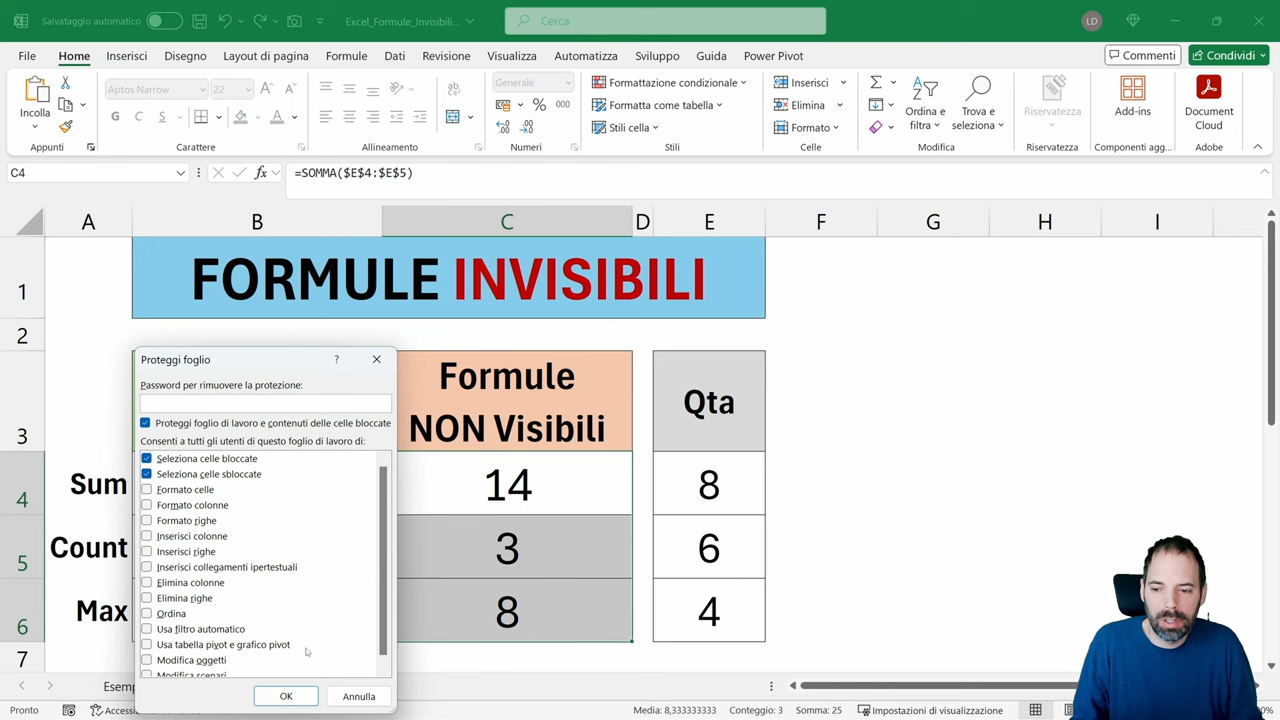 Salvataggio automatico
Excel_Formule_Invisibili...
Cerca
LD
File
Home
Inserisci
Disegno
Layout di pagina
Formule
Dati
Revisione
Visualizza
Automatizza
Sviluppo
Guida
Power Pivot
Commenti
Condividi
Incolla
Aptos Narrow
22
G C S
Generale
% 000
Formattazione condizionale
Formatta come tabella
Stili cella
Inserisci
Elimina
Formato
Ordina e
filtra
Trova e
seleziona
Riservatezza
Add-ins
Document
Cloud
Appunti
Carattere
Allineamento
Numeri
Stili
Celle
Modifica
Riservatezza
Componenti agg...
Adobe
C4
fx
=SOMMA($E$4:$E$5)
A B C D E F G H I
1
FORMULE INVISIBILI
2
3
Formule
NON Visibili
Qta
Sum
4
14
8
Count
5
3
6
Max
6
8
4
7
Proteggi foglio
?
Password per rimuovere la protezione:
Proteggi foglio di lavoro e contenuti delle celle bloccate
Consenti a tutti gli utenti di questo foglio di lavoro di:
Seleziona celle bloccate
Seleziona celle sbloccate
Formato celle
Formato colonne
Formato righe
Inserisci colonne
Inserisci righe
Inserisci collegamenti ipertestuali
Elimina colonne
Elimina righe
Ordina
Usa filtro automatico
Usa tabella pivot e grafico pivot
Modifica oggetti
Modifica scenari
OK
Annulla
Pronto
Media: 8,333333333
Conteggio: 3
Somma: 25
Impostazioni di visualizzazione